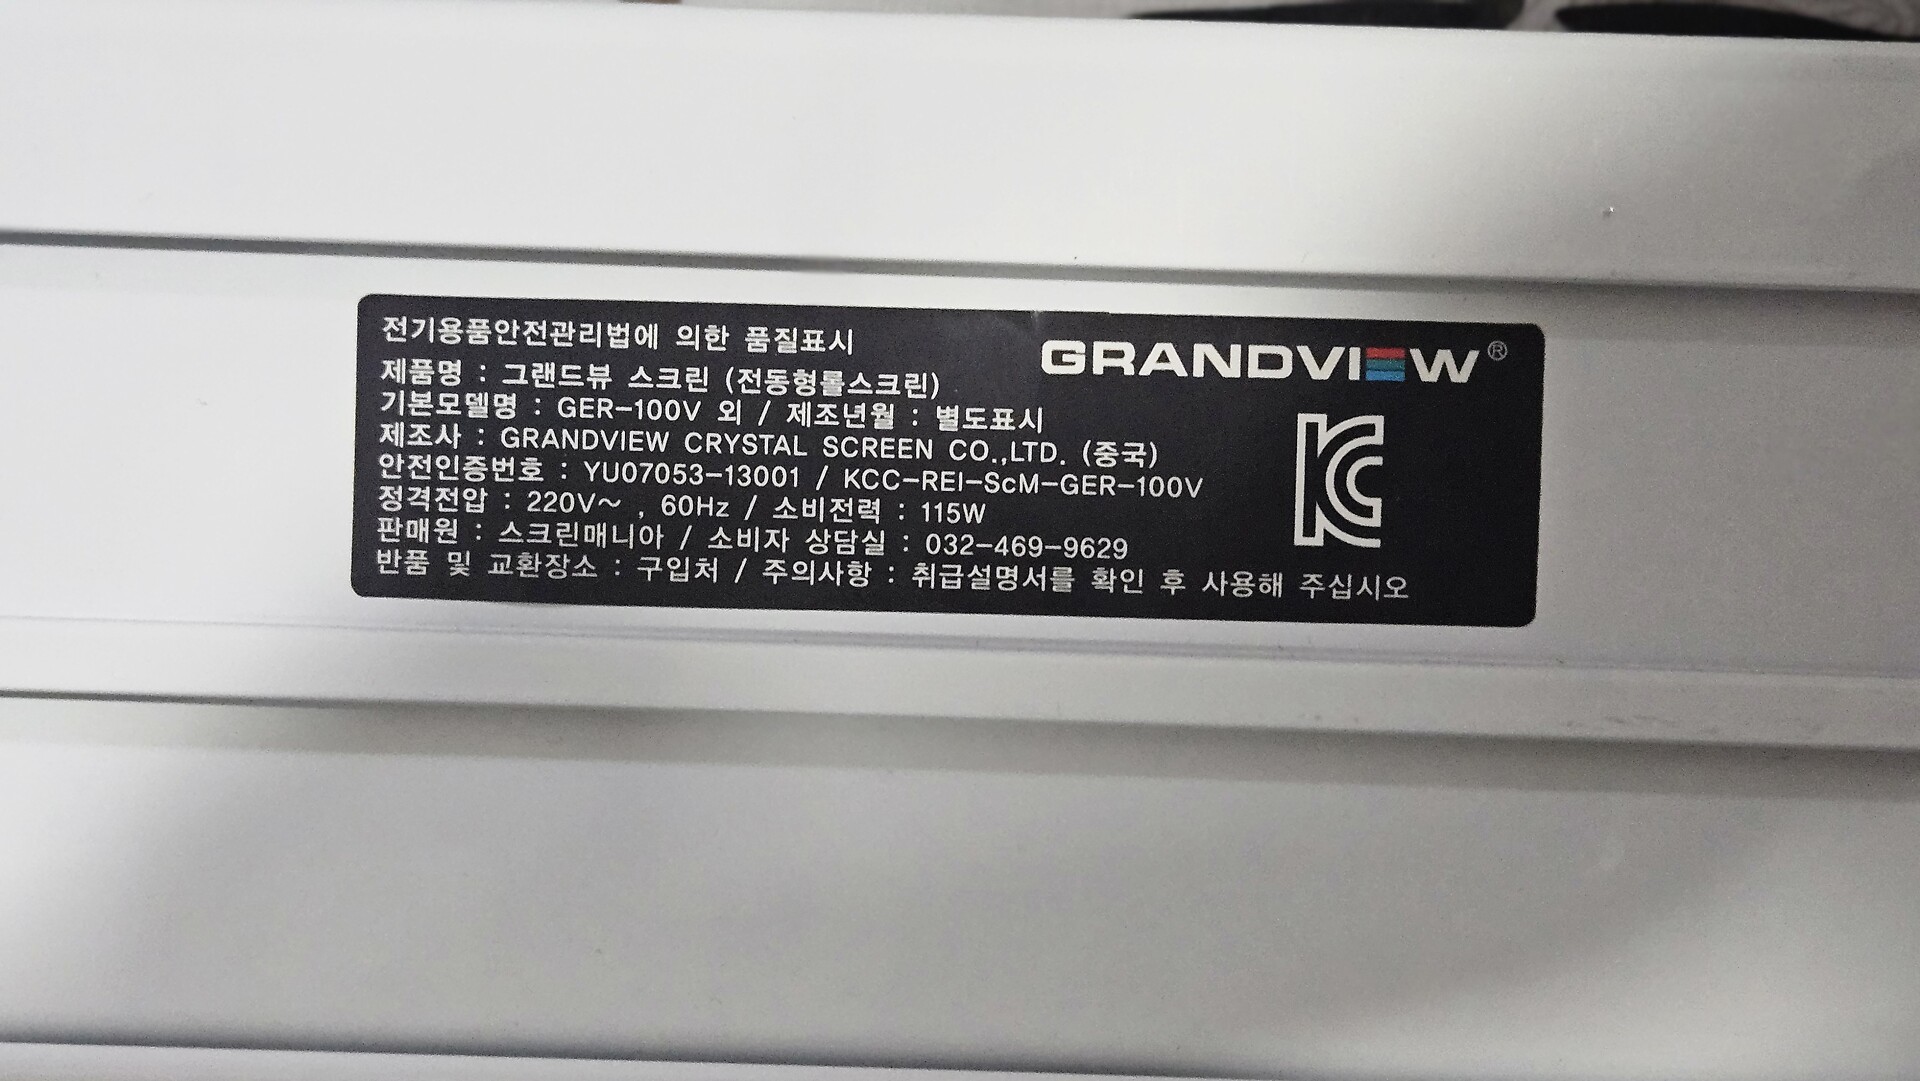 전기용품안전관리법에 의한 품질표시
GRANDVIEW®
제품명 : 그랜드뷰 스크린 (전동형롤스크린)
기본모델명 : GER-100V 외 / 제조년월 : 별도표시
제조사 : GRANDVIEW CRYSTAL SCREEN CO.,LTD. (중국)
안전인증번호 : YU07053-13001 / KCC-REI-ScM-GER-100V
정격전압 : 220V~ , 60Hz / 소비전력 : 115W
판매원 : 스크린매니아 / 소비자 상담실 : 032-469-9629
반품 및 교환장소 : 구입처 / 주의사항 : 취급설명서를 확인 후 사용해 주십시오
KC